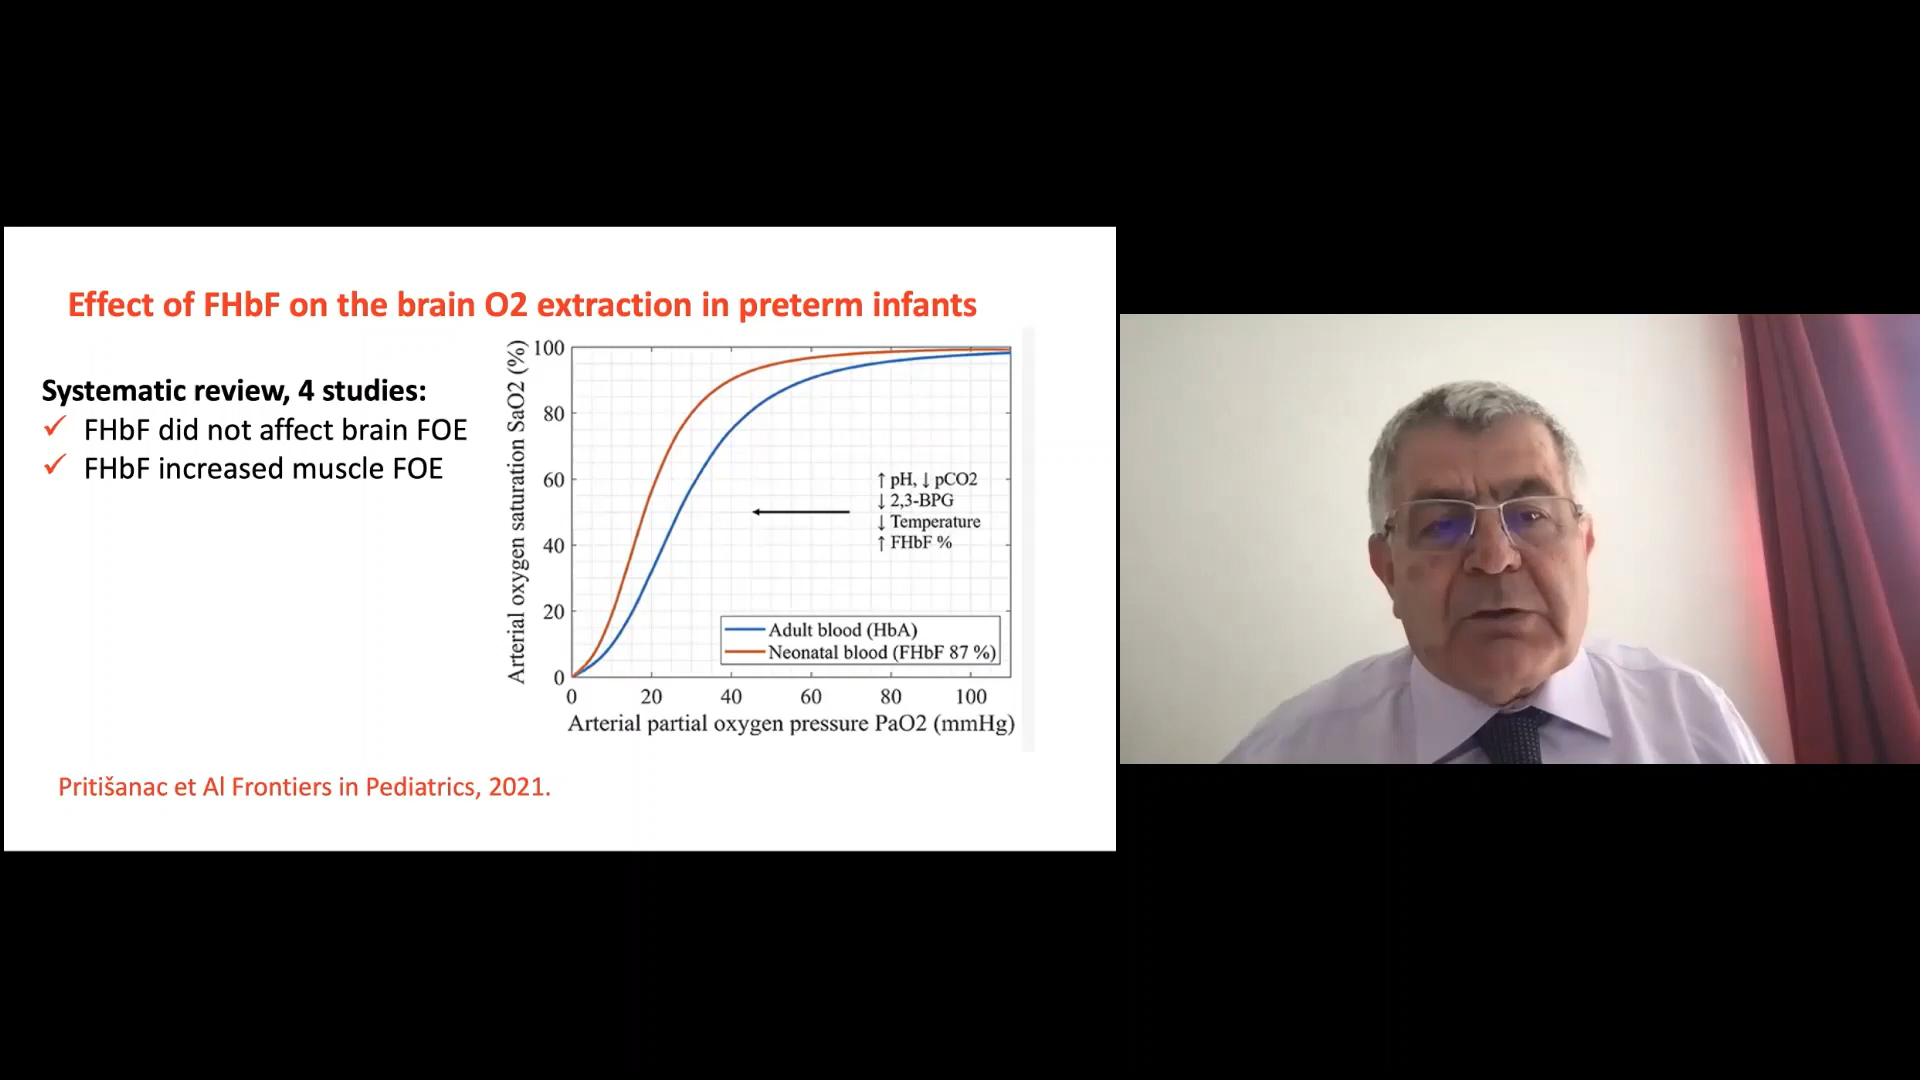 Effect of FHbF on the brain O2 extraction in preterm infants
Systematic review, 4 studies:
✓ FHbF did not affect brain FOE
✓ FHbF increased muscle FOE
Arterial oxygen saturation SaO2 (%)
100
80
60
40
20
0
↑ pH, ↓ pCO2
↓ 2,3-BPG
↓ Temperature
↑ FHbF %
Adult blood (HbA)
Neonatal blood (FHbF 87 %)
0 20 40 60 80 100
Arterial partial oxygen pressure PaO2 (mmHg)
Pritišanac et Al Frontiers in Pediatrics, 2021.